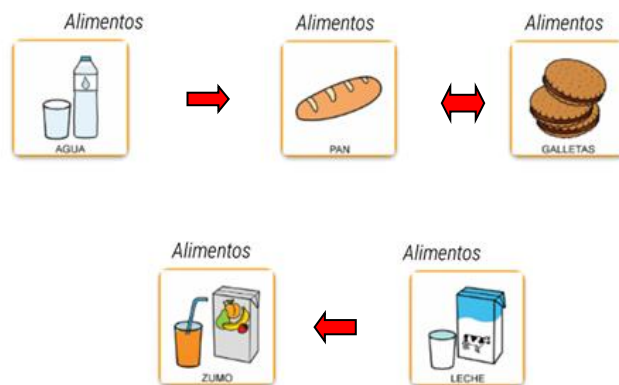 Alimentos
Alimentos
Alimentos
AGUA
PAN
GALLETAS
Alimentos
Alimentos
ZUMO
LECHE